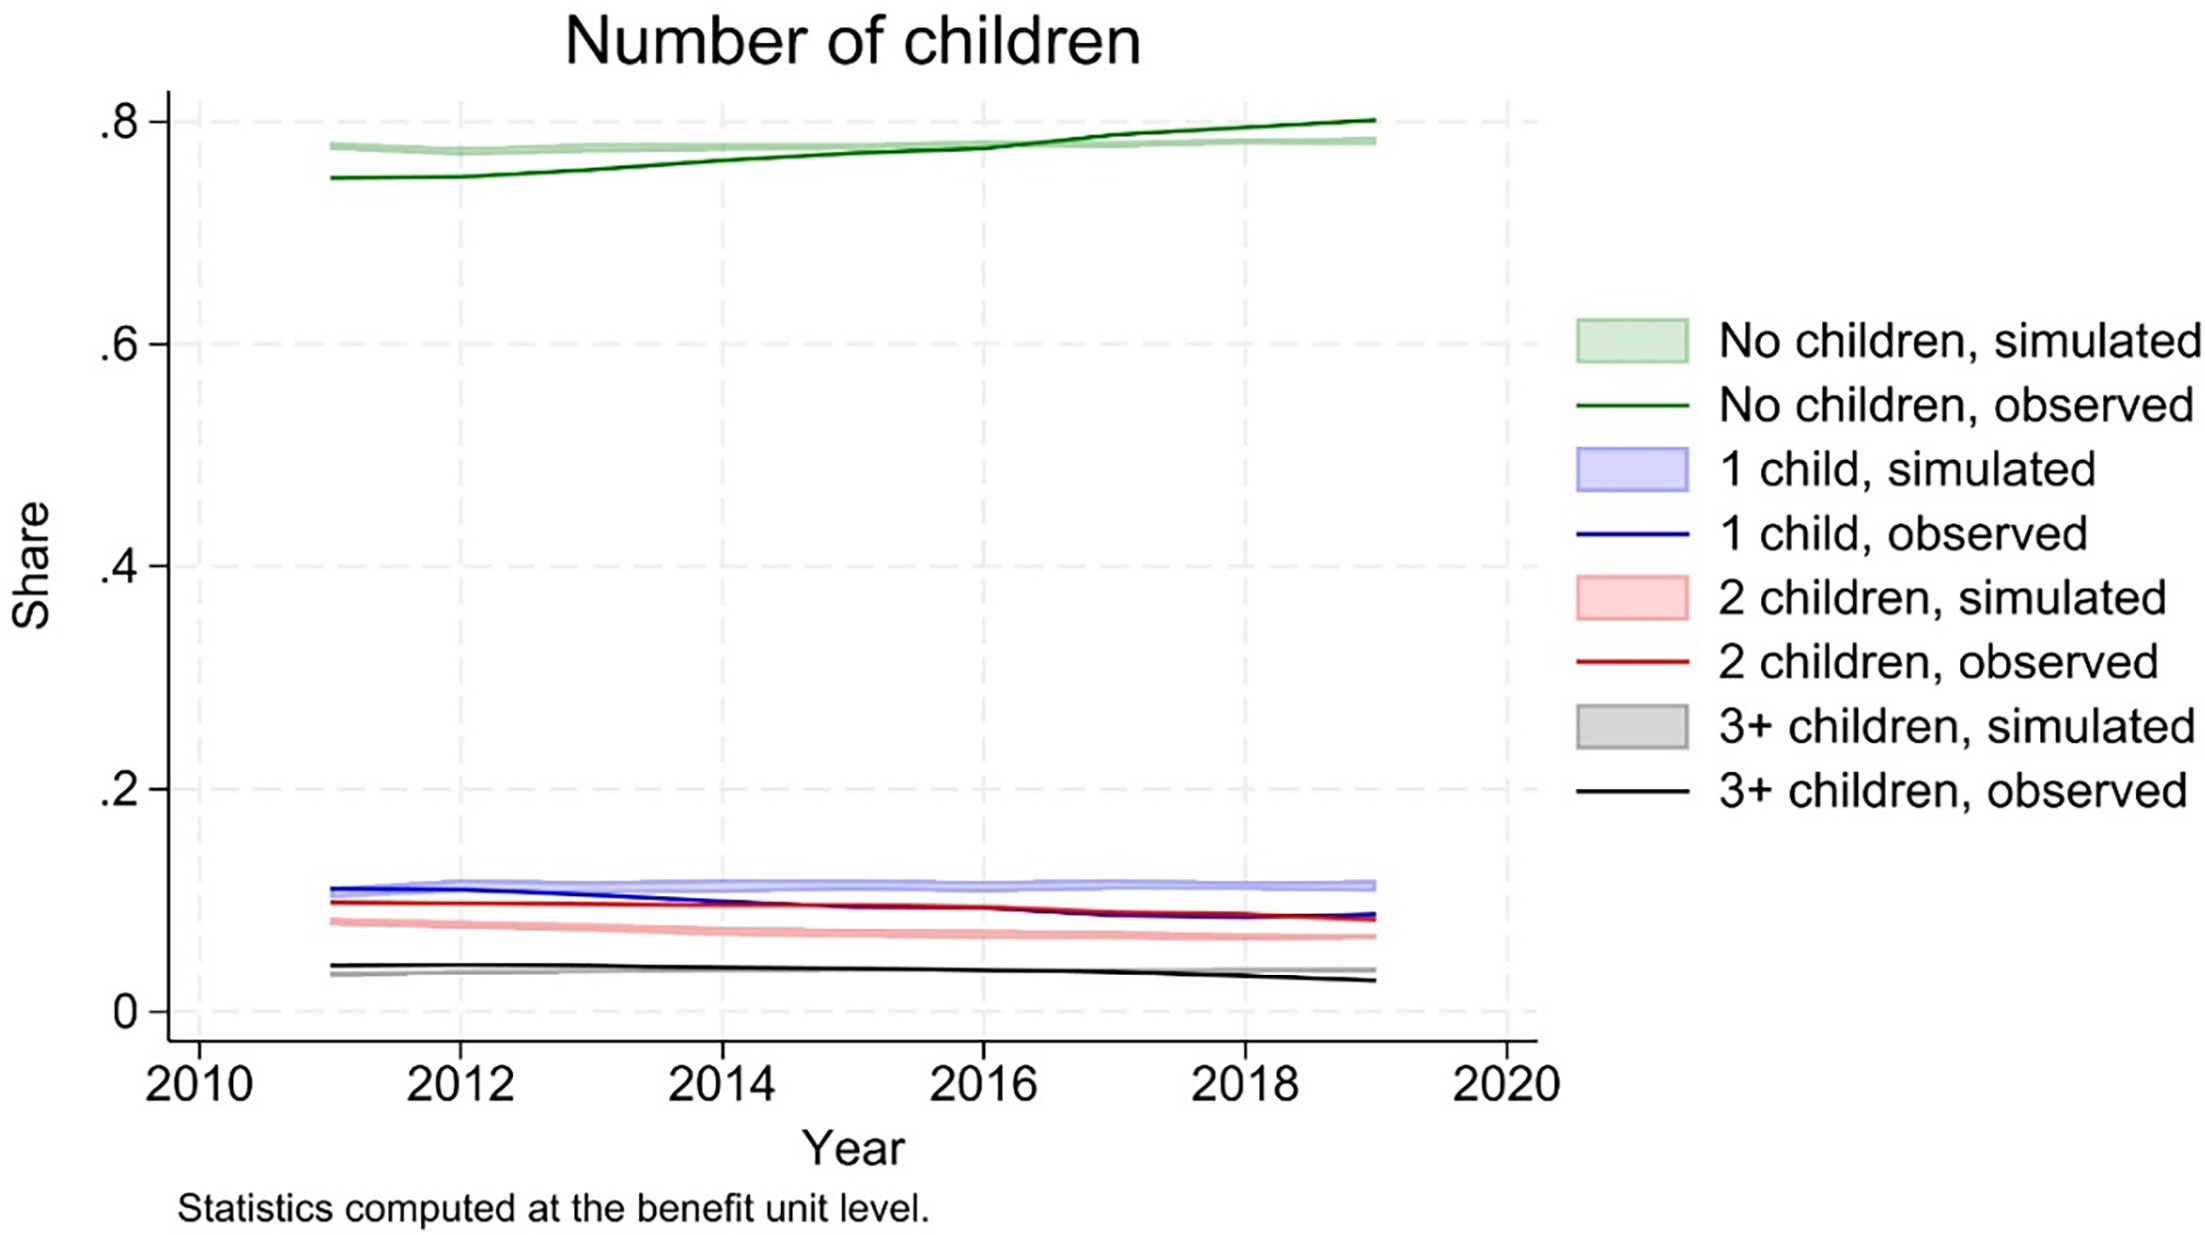 Number of children
.8
.6
.4
.2
0
Share
2010 2012 2014 2016 2018 2020
Year
No children, simulated
No children, observed
1 child, simulated
1 child, observed
2 children, simulated
2 children, observed
3+ children, simulated
3+ children, observed
Statistics computed at the benefit unit level.